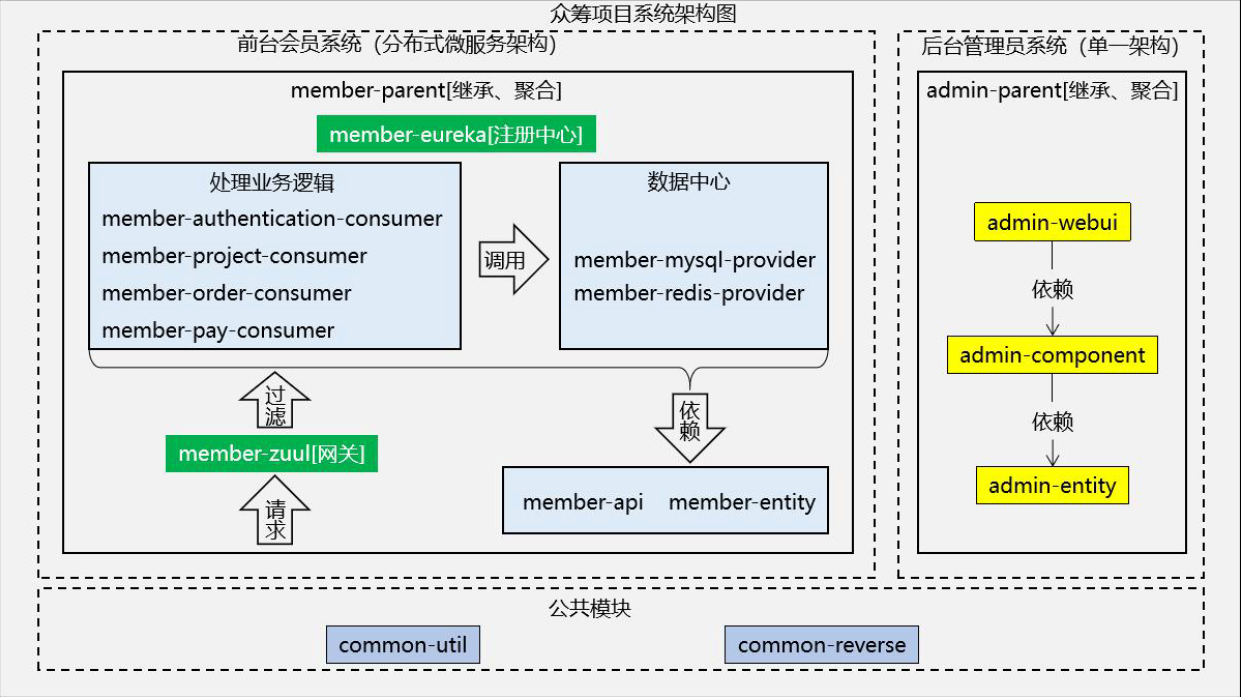 众筹项目系统架构图
前台会员系统（分布式微服务架构）
member-parent[继承、聚合]
member-eureka[注册中心]
处理业务逻辑
member-authentication-consumer
member-project-consumer
member-order-consumer
member-pay-consumer
调用
数据中心
member-mysql-provider
member-redis-provider
过
滤
member-zuul[网关]
请
求
依
赖
member-api member-entity
后台管理员系统（单一架构）
admin-parent[继承、聚合]
admin-webui
依赖
admin-component
依赖
admin-entity
公共模块
common-util
common-reverse